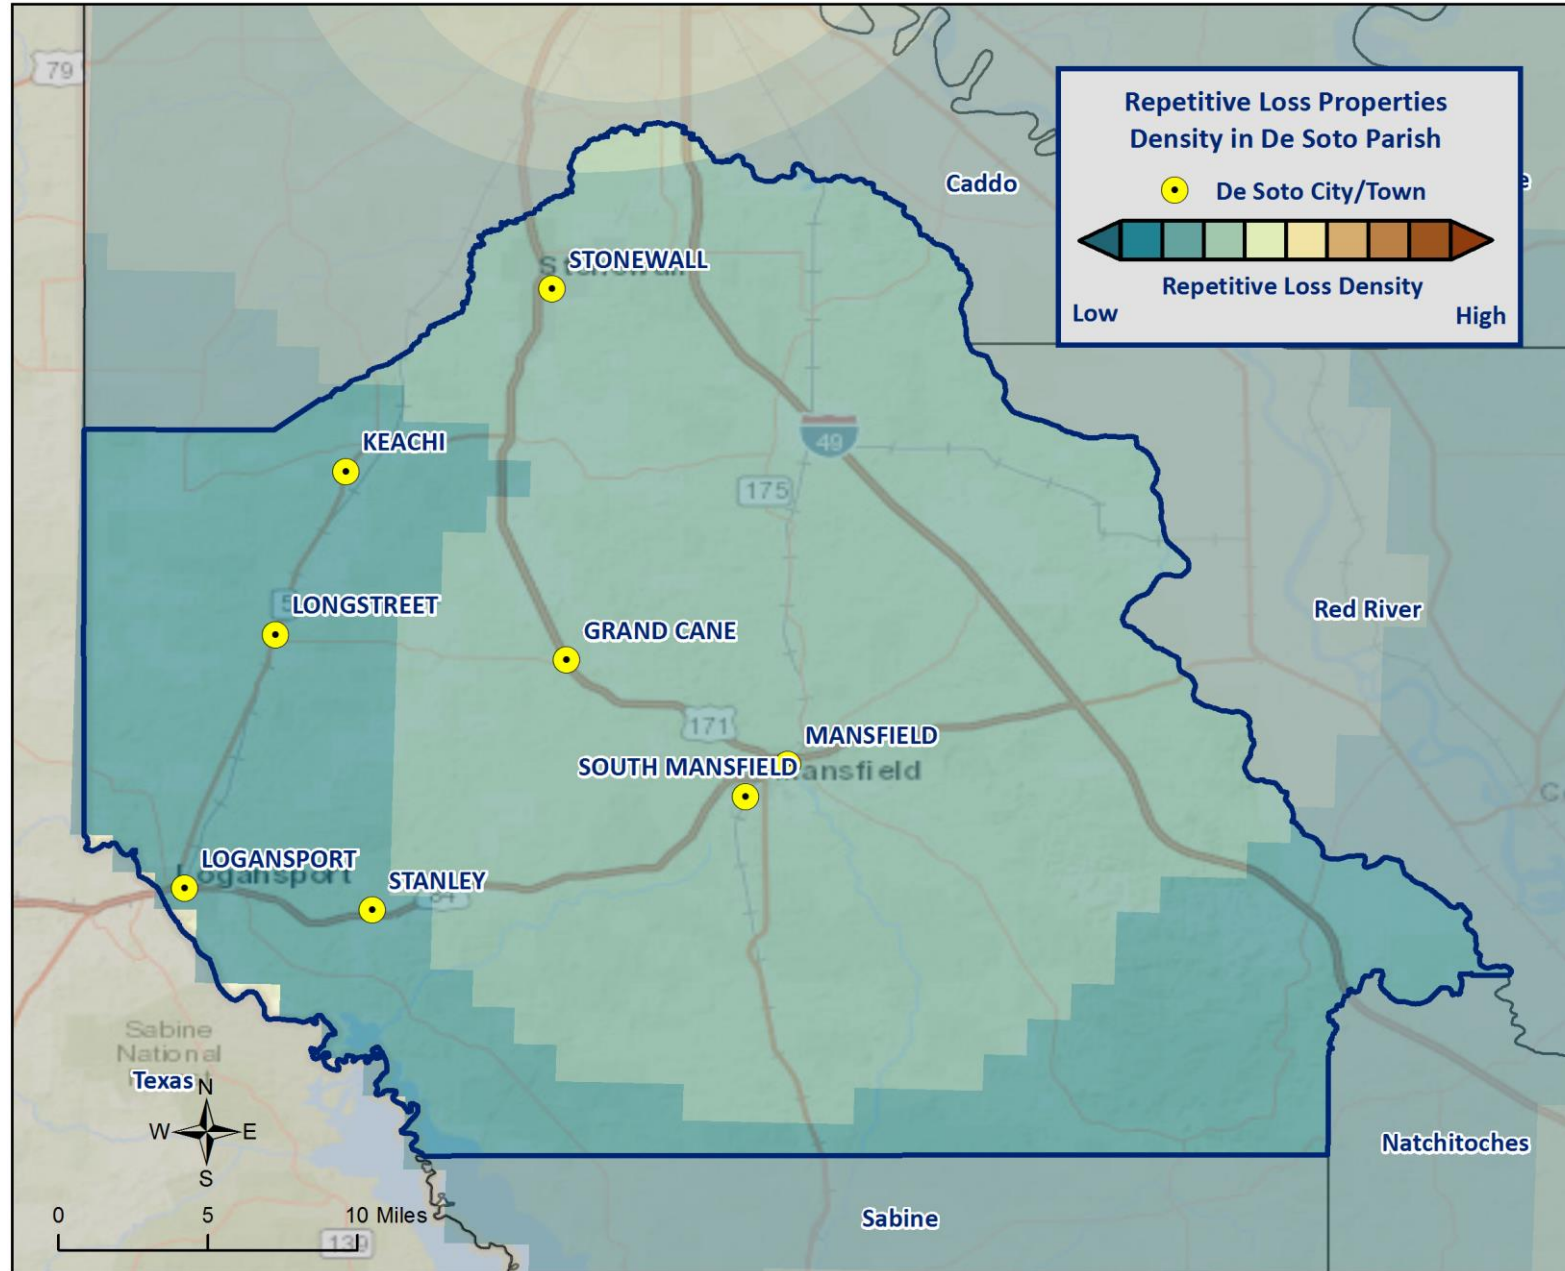 79
Repetitive Loss Properties
Density in De Soto Parish
De Soto City/Town
Repetitive Loss Density
Low
High
Caddo
e
STONEWALL
KEACHI
49
175
LONGSTREET
GRAND CANE
Red River
171
MANSFIELD
SOUTH MANSFIELD
Mansfield
LOGANSPORT
Logansport
STANLEY
84
Sabine
National
Texas
N
W E
S
Natchitoches
0 5 10 Miles
139
Sabine